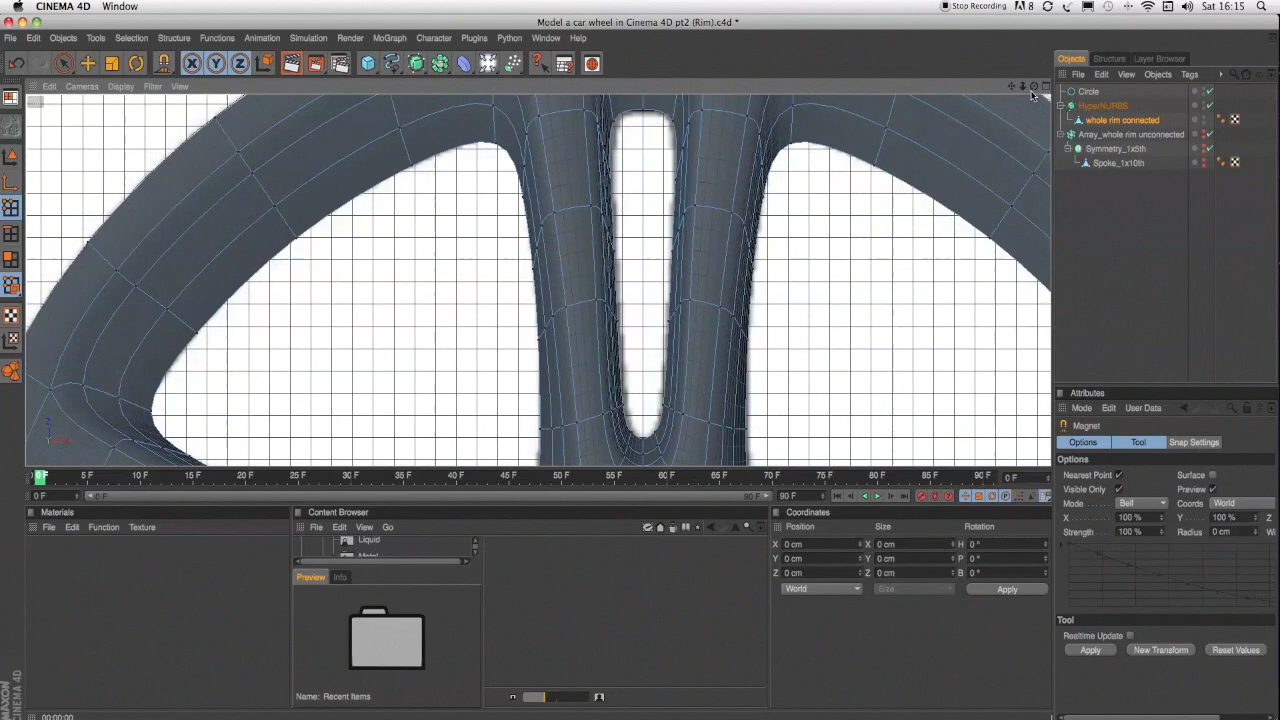 CINEMA 4D Window
Stop Recording 8 Sat 16:15
Model a car wheel in Cinema 4D pt2 (Rim).c4d *
File Edit Objects Tools Selection Structure Functions Animation Simulation Render MoGraph Character Plugins Python Window Help
X Y Z
Edit Cameras Display Filter View
Objects Structure Layer Browser
File Edit View Objects Tags
Circle
HyperNURBS
whole rim connected
Array_whole rim unconnected
Symmetry_1x5th
Spoke_1x10th
Attributes
Mode Edit User Data
Magnet
Options Tool Snap Settings
Options
Nearest Point Surface
Visible Only Preview
Mode Bell Coords World
X 100 % Y 100 % Z
Strength 100 % Radius 0 cm
Tool
Realtime Update
Apply New Transform Reset Values
Z
X
Y
0 F 5 F 10 F 15 F 20 F 25 F 30 F 35 F 40 F 45 F 50 F 55 F 60 F 65 F 70 F 75 F 80 F 85 F 90 F 0 F
0 F 0 F 90 F 90 F
Materials
File Edit Function Texture
Content Browser
File Edit View Go
Liquid
Preview Info
Name: Recent Items
Coordinates
Position Size Rotation
X 0 cm X 0 cm H 0 °
Y 0 cm Y 0 cm P 0 °
Z 0 cm Z 0 cm B 0 °
World Size Apply
MAXON
CINEMA 4D
00:00:00